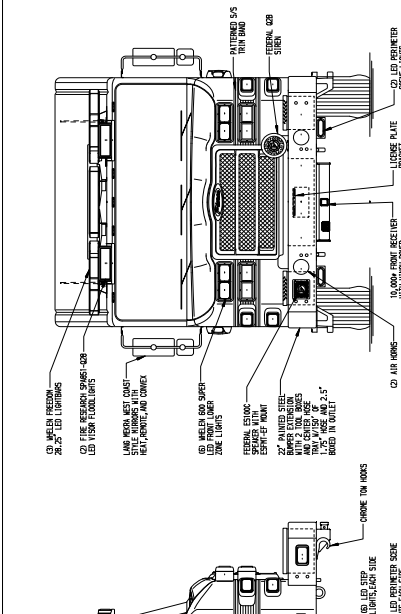 PATTERNED S/S
TRIM BAND
FEDERAL Q2B
SIREN
(2) LED PERIMETER
LICENSE PLATE
10,000# FRONT RECEIVER
(2) AIR HORNS
(3) WHELEN FREEDOM
28.25" LED LIGHTBARS
(2) FIRE RESEARCH SPA851-Q28
LED VISOR FLOODLIGHTS
LANG MEKRA WEST COAST
STYLE MIRRORS WITH
HEAT,REMOTE,AND CONVEX
(6) WHELEN 600 SUPER
LED FRONT LOWER
ZONE LIGHTS
FEDERAL ES100C
SPEAKER WITH
ESFMT-EF MOUNT
22" PAINTED STEEL
BUMPER EXTENSION
WITH 2 TOOL BOXES
AND CENTER HOSE
TRAY W/150' OF
1.75" HOSE AND 2.5"
BOXED IN OUTLET
CHROME TOW HOOKS
(6) LED STEP
LIGHTS,EACH SIDE
LED PERIMETER SCENE